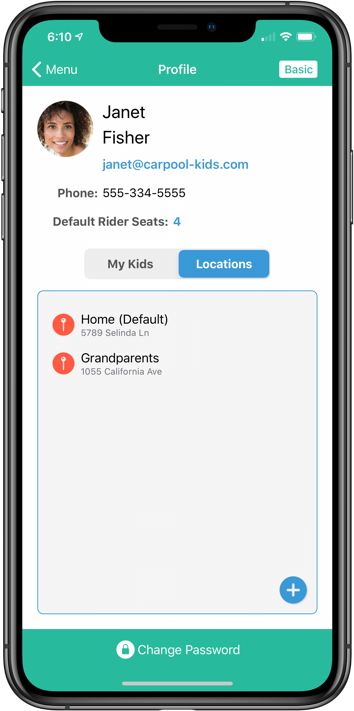 6:10
Menu
Profile
Basic
Janet
Fisher
janet@carpool-kids.com
Phone: 555-334-5555
Default Rider Seats: 4
My Kids
Locations
Home (Default)
5789 Selinda Ln
Grandparents
1055 California Ave
Change Password